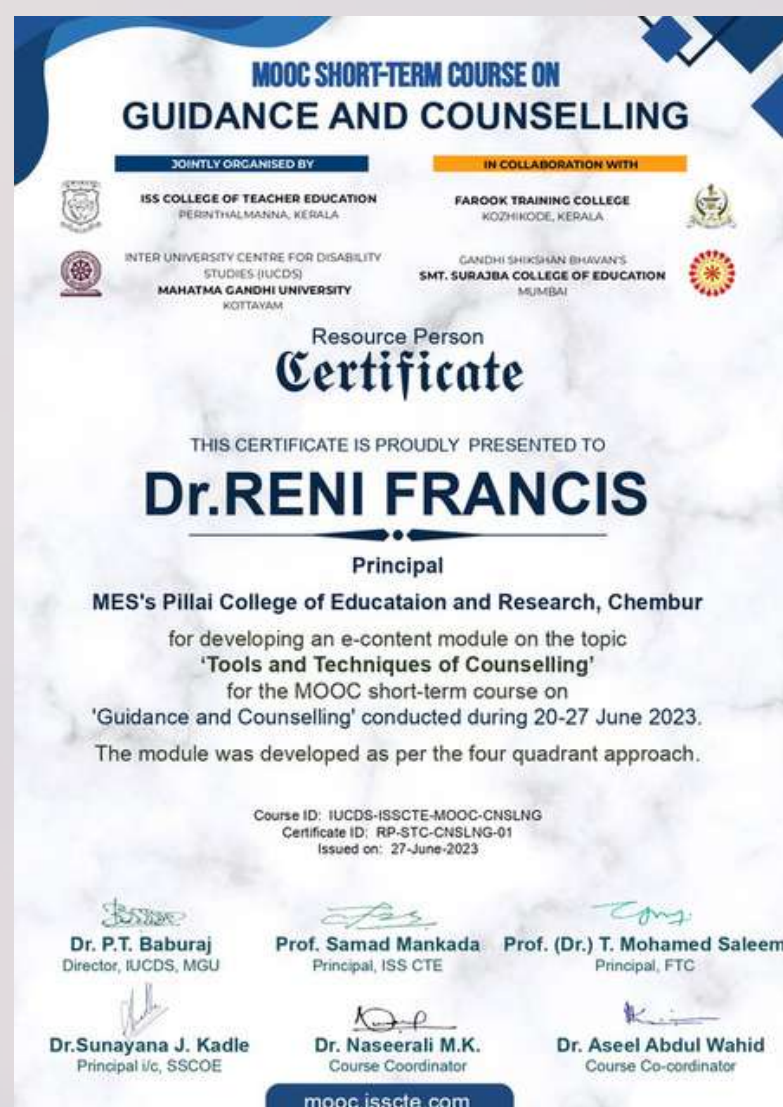 MOOC SHORT-TERM COURSE ON
GUIDANCE AND COUNSELLING
JOINTLY ORGANISED BY
ISS COLLEGE OF TEACHER EDUCATION
PERINTHALMANNA, KERALA
INTER UNIVERSITY CENTRE FOR DISABILITY
STUDIES (IUCDS)
MAHATMA GANDHI UNIVERSITY
KOTTAYAM
IN COLLABORATION WITH
FAROOK TRAINING COLLEGE
KOZHIKODE, KERALA
GANDHI SHIKSHAN BHAVAN'S
SMT. SURAJBA COLLEGE OF EDUCATION
MUMBAI
Resource Person
Certificate
THIS CERTIFICATE IS PROUDLY PRESENTED TO
Dr.RENI FRANCIS
Principal
MES's Pillai College of Educataion and Research, Chembur
for developing an e-content module on the topic
‘Tools and Techniques of Counselling’
for the MOOC short-term course on
'Guidance and Counselling' conducted during 20-27 June 2023.
The module was developed as per the four quadrant approach.
Course ID: IUCDS-ISSCTE-MOOC-CNSLNG
Certificate ID: RP-STC-CNSLNG-01
Issued on: 27-June-2023
Dr. P.T. Baburaj
Director, IUCDS, MGU
Prof. Samad Mankada
Principal, ISS CTE
Prof. (Dr.) T. Mohamed Saleem
Principal, FTC
Dr.Sunayana J. Kadle
Principal i/c, SSCOE
Dr. Naseerali M.K.
Course Coordinator
Dr. Aseel Abdul Wahid
Course Co-cordinator
mooc.isscte.com